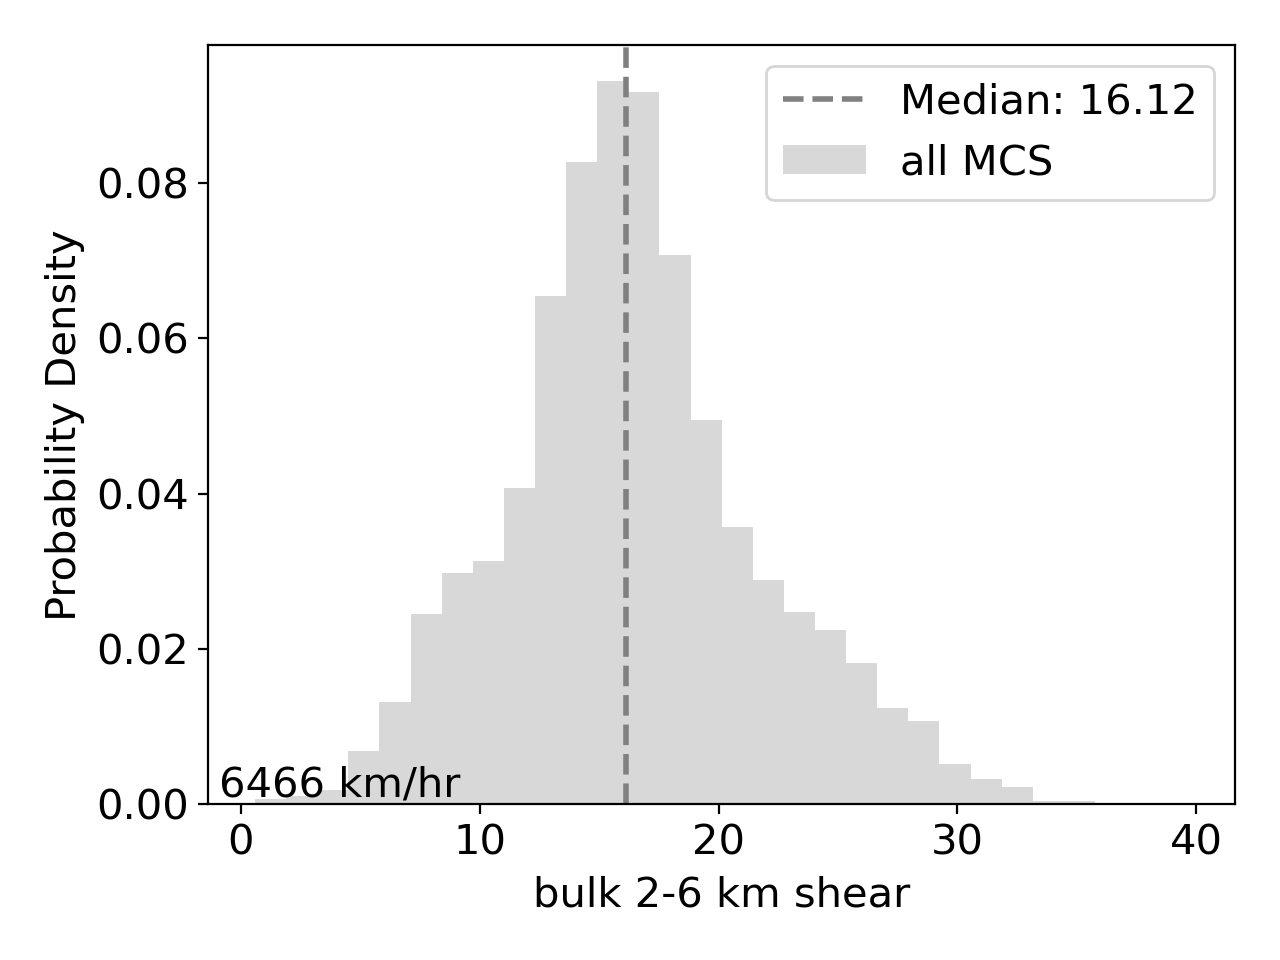 Median: 16.12
all MCS
Probability Density
0.08
0.06
0.04
0.02
0.00
6466 km/hr
0 10 20 30 40
bulk 2-6 km shear